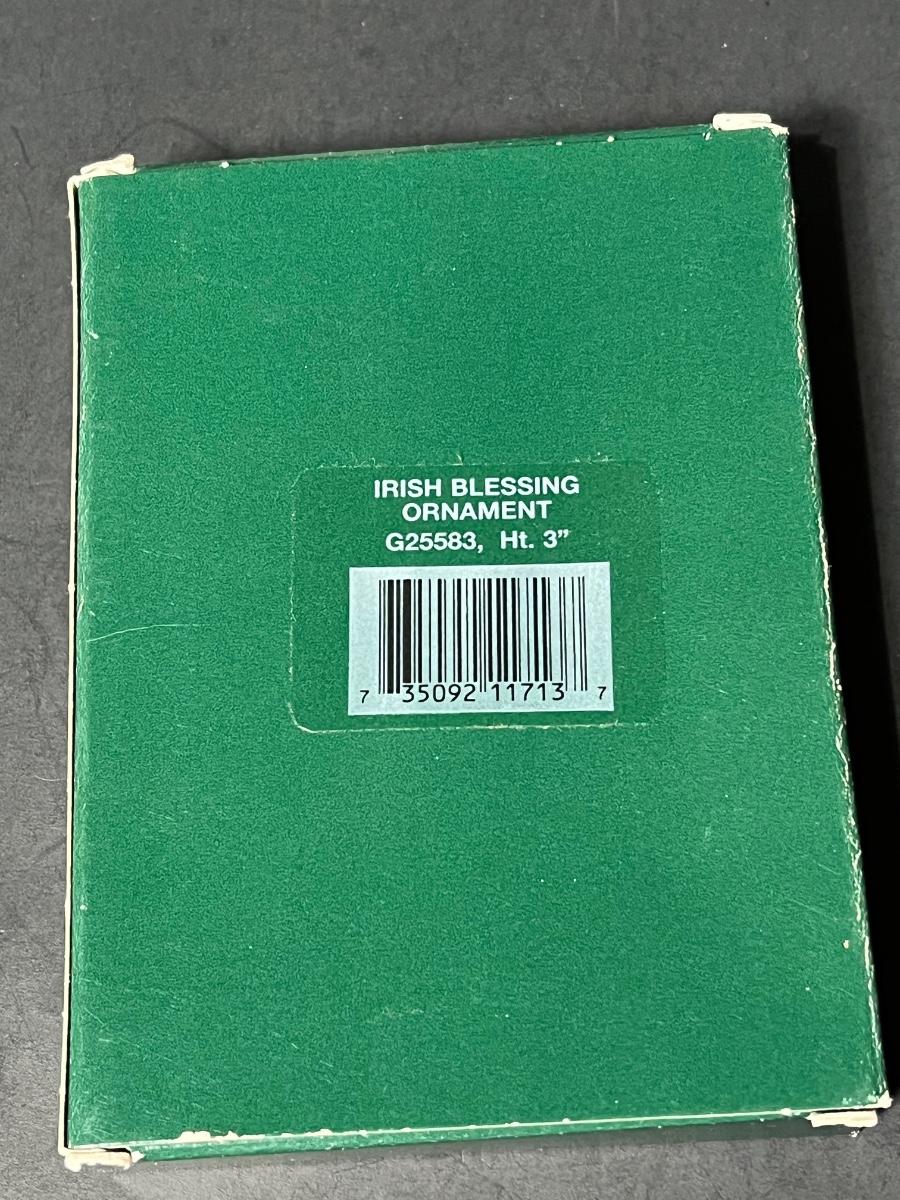 IRISH BLESSING
ORNAMENT
G25583, Ht. 3”
7 35092 11713 7